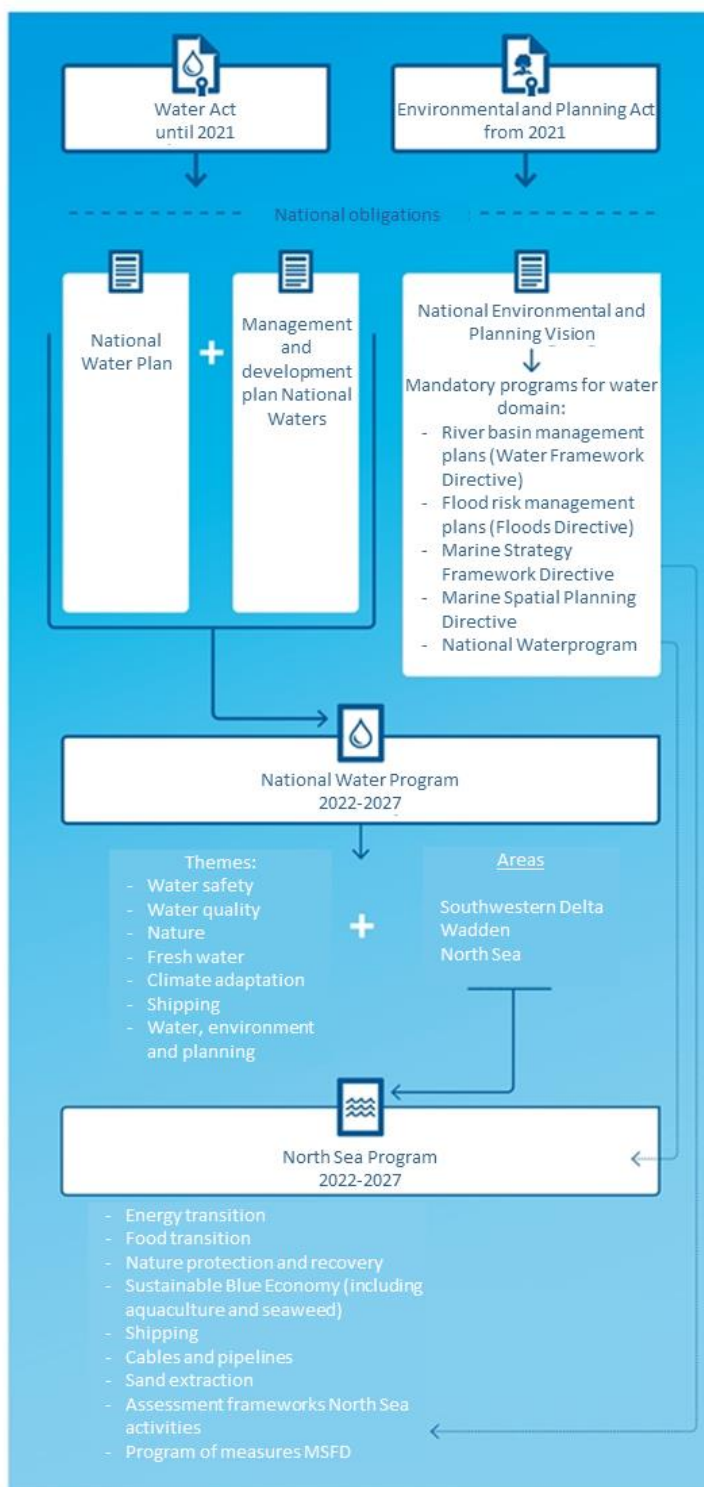 Water Act
until 2021
Environmental and Planning Act
from 2021
National obligations
National
Water Plan
+
Management
and
development
plan National
Waters
National Environmental and
Planning Vision
Mandatory programs for water
domain:
- River basin management
plans (Water Framework
Directive)
- Flood risk management
plans (Floods Directive)
- Marine Strategy
Framework Directive
- Marine Spatial Planning
Directive
- National Waterprogram
National Water Program
2022-2027
Themes:
- Water safety
- Water quality
- Nature
- Fresh water
- Climate adaptation
- Shipping
- Water, environment
and planning
+
Areas
Southwestern Delta
Wadden
North Sea
North Sea Program
2022-2027
- Energy transition
- Food transition
- Nature protection and recovery
- Sustainable Blue Economy (including
aquaculture and seaweed)
- Shipping
- Cables and pipelines
- Sand extraction
- Assessment frameworks North Sea
activities
- Program of measures MSFD